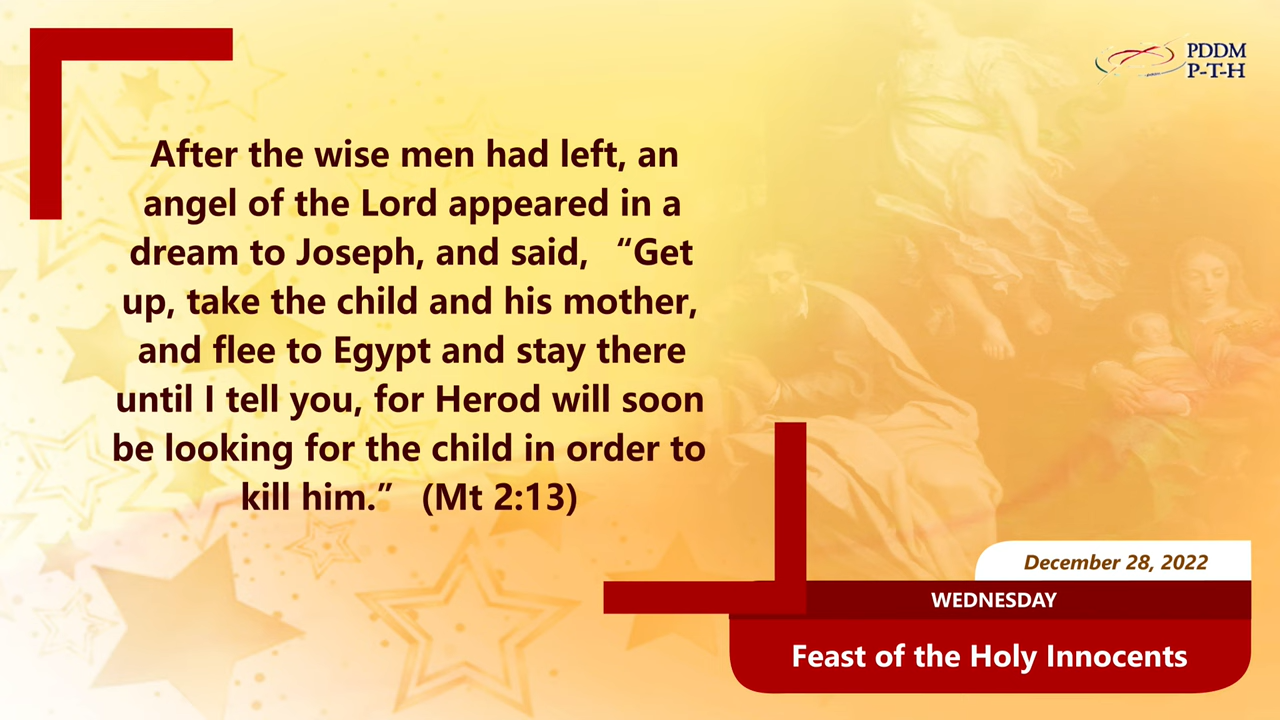 PDDM
P-T-H
After the wise men had left, an
angel of the Lord appeared in a
dream to Joseph, and said, “Get
up, take the child and his mother,
and flee to Egypt and stay there
until I tell you, for Herod will soon
be looking for the child in order to
kill him.” (Mt 2:13)
December 28, 2022
WEDNESDAY
Feast of the Holy Innocents